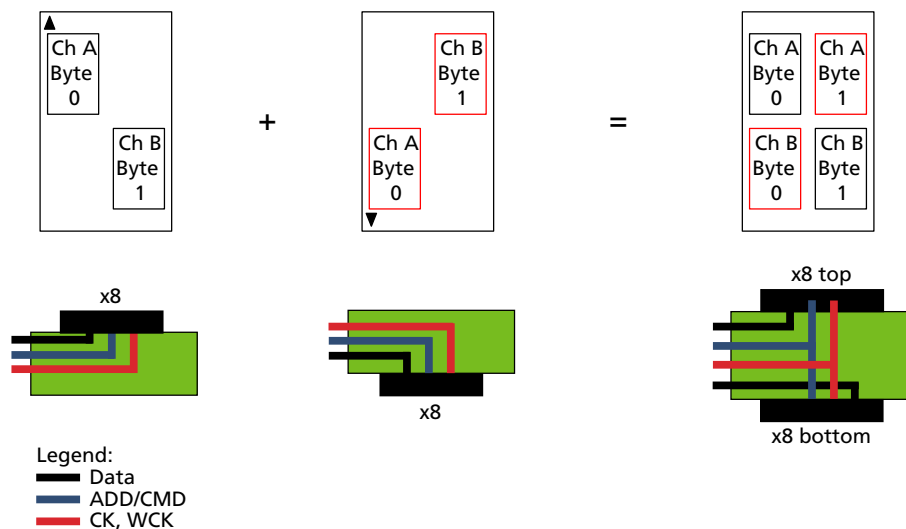 Ch A
Byte
0
Ch B
Byte
1
+
Ch B
Byte
1
Ch A
Byte
0
=
Ch A
Byte
0
Ch A
Byte
1
Ch B
Byte
0
Ch B
Byte
1
x8
x8
x8 top
x8 bottom
Legend:
Data
ADD/CMD
CK, WCK